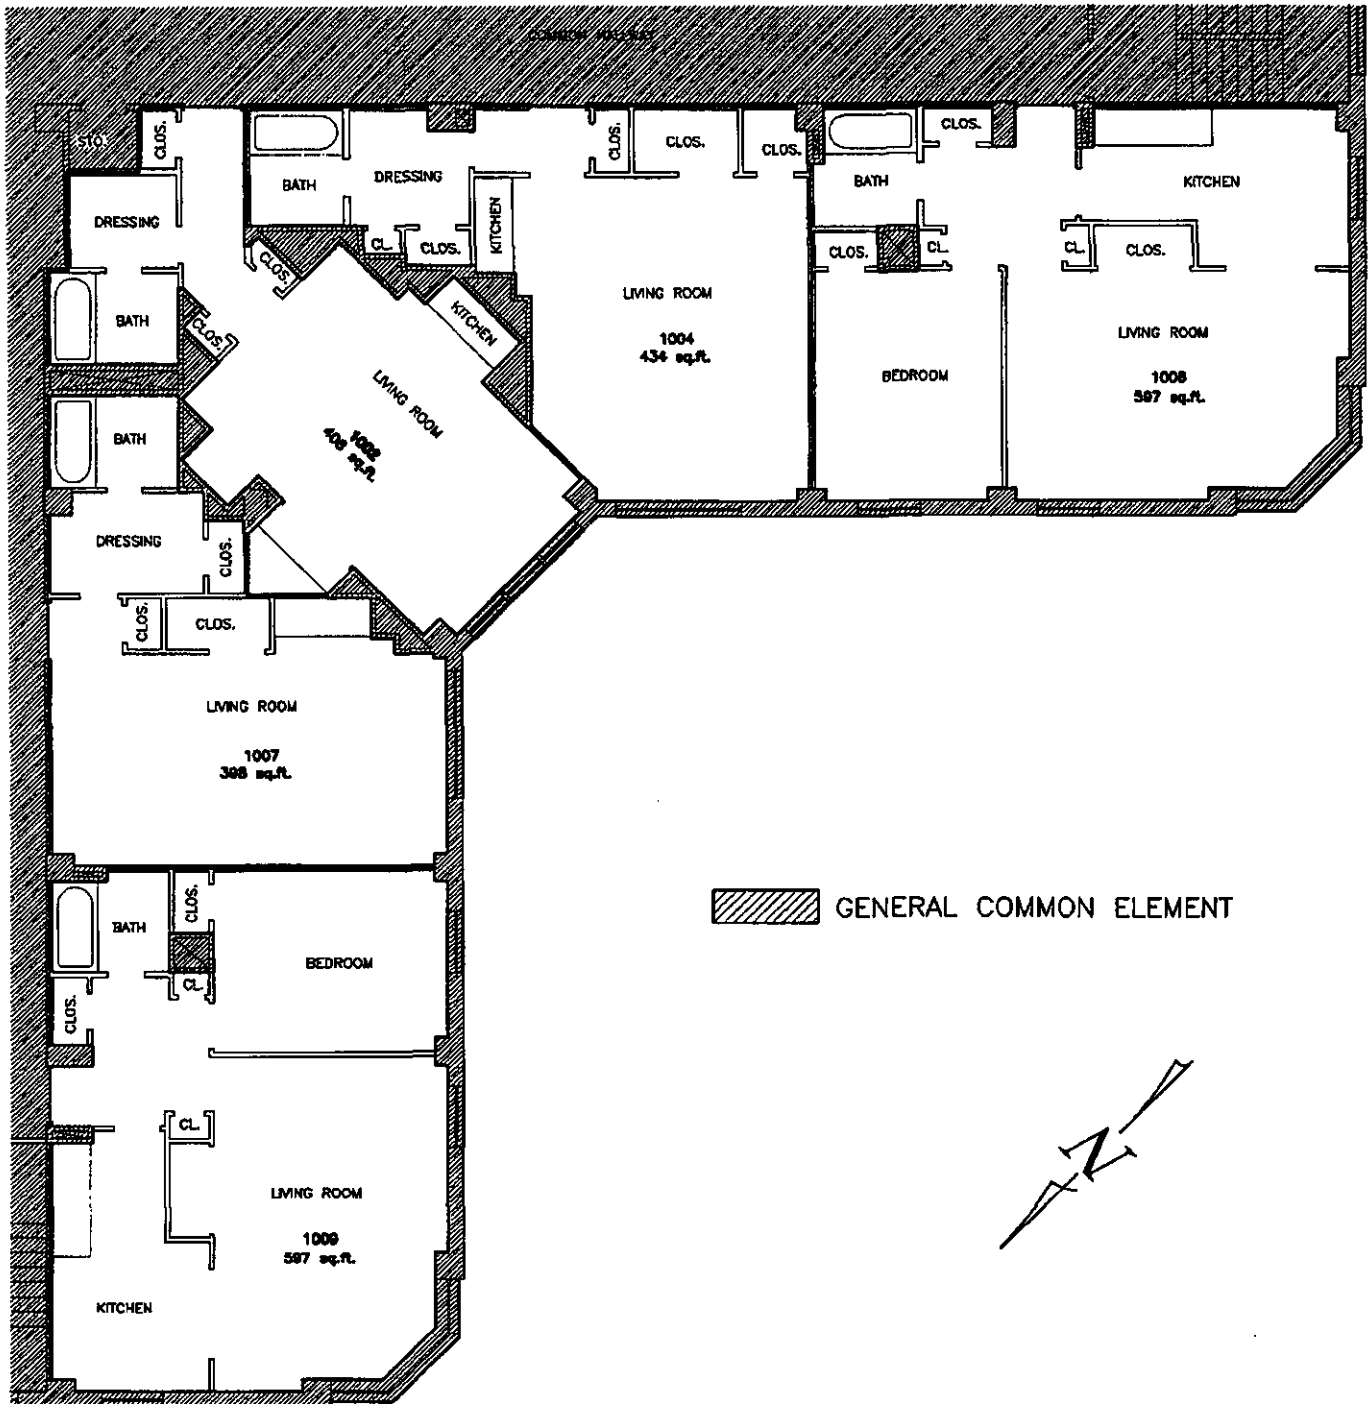 COMMON HALLWAY
STO.
CLOS.
CLOS.
CLOS.
CLOS.
CLOS.
BATH
DRESSING
KITCHEN
BATH
KITCHEN
DRESSING
CL.
CLOS.
CLOS.
CL.
CL.
CLOS.
CLOS.
BATH
CLOS.
KITCHEN
LIVING ROOM
1004
434 sq.ft.
LIVING ROOM
1008
597 sq.ft.
BEDROOM
LIVING ROOM
1002
406 sq.ft.
BATH
DRESSING
CLOS.
CLOS.
CLOS.
LIVING ROOM
1007
398 sq.ft.
CLOS.
BATH
GENERAL COMMON ELEMENT
BEDROOM
CL.
CLOS.
CL.
N
LIVING ROOM
1009
597 sq.ft.
KITCHEN